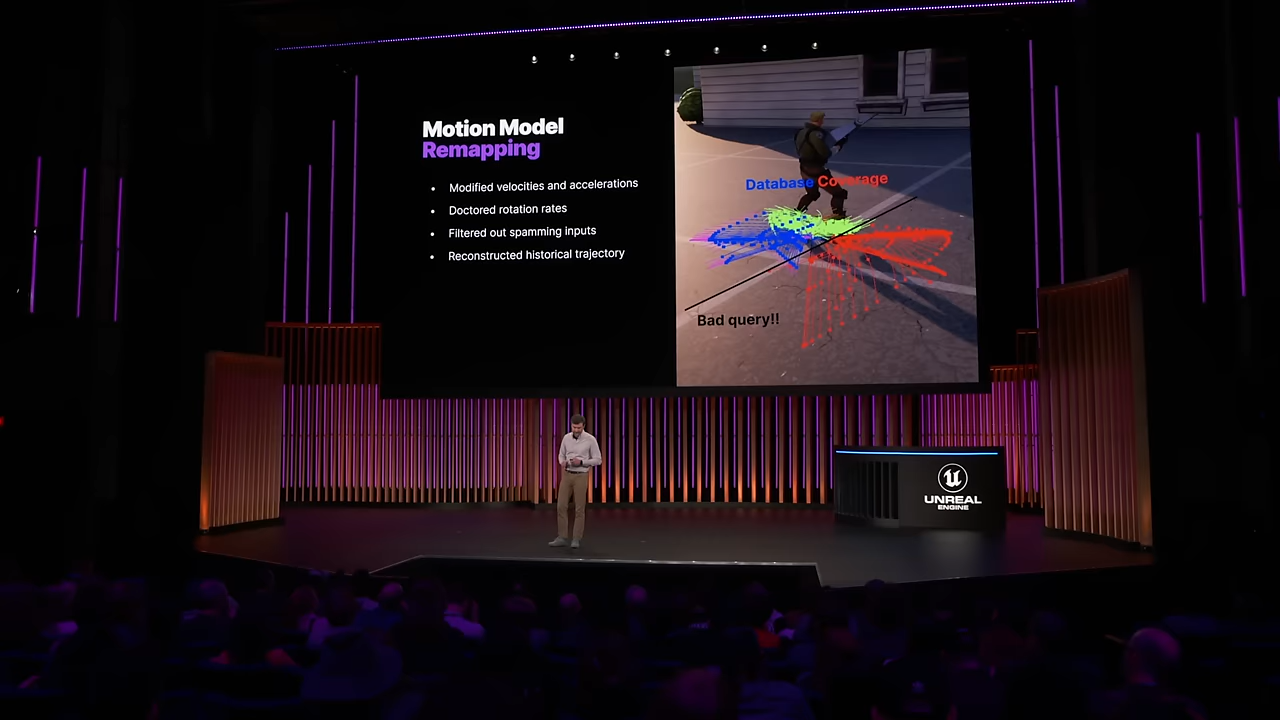 Motion Model
Remapping
Modified velocities and accelerations
Doctored rotation rates
Filtered out spamming inputs
Reconstructed historical trajectory
Database Coverage
Bad query!!
UNREAL
ENGINE